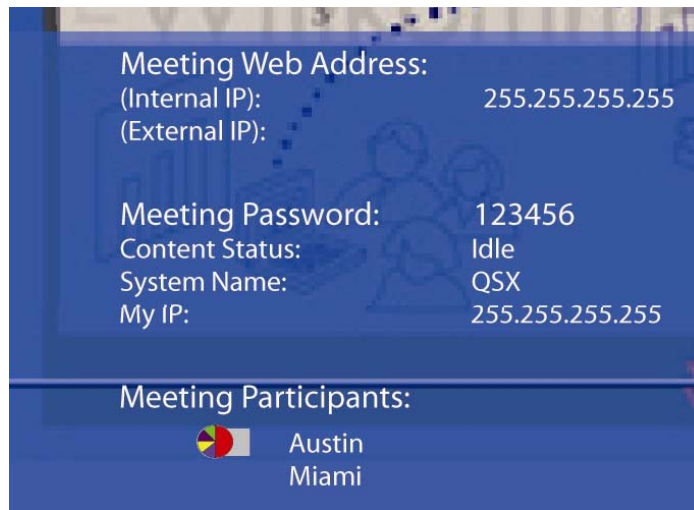 Meeting Web Address:
(Internal IP): 255.255.255.255
(External IP):
Meeting Password: 123456
Content Status: Idle
System Name: QSX
My IP: 255.255.255.255
Meeting Participants:
Austin
Miami